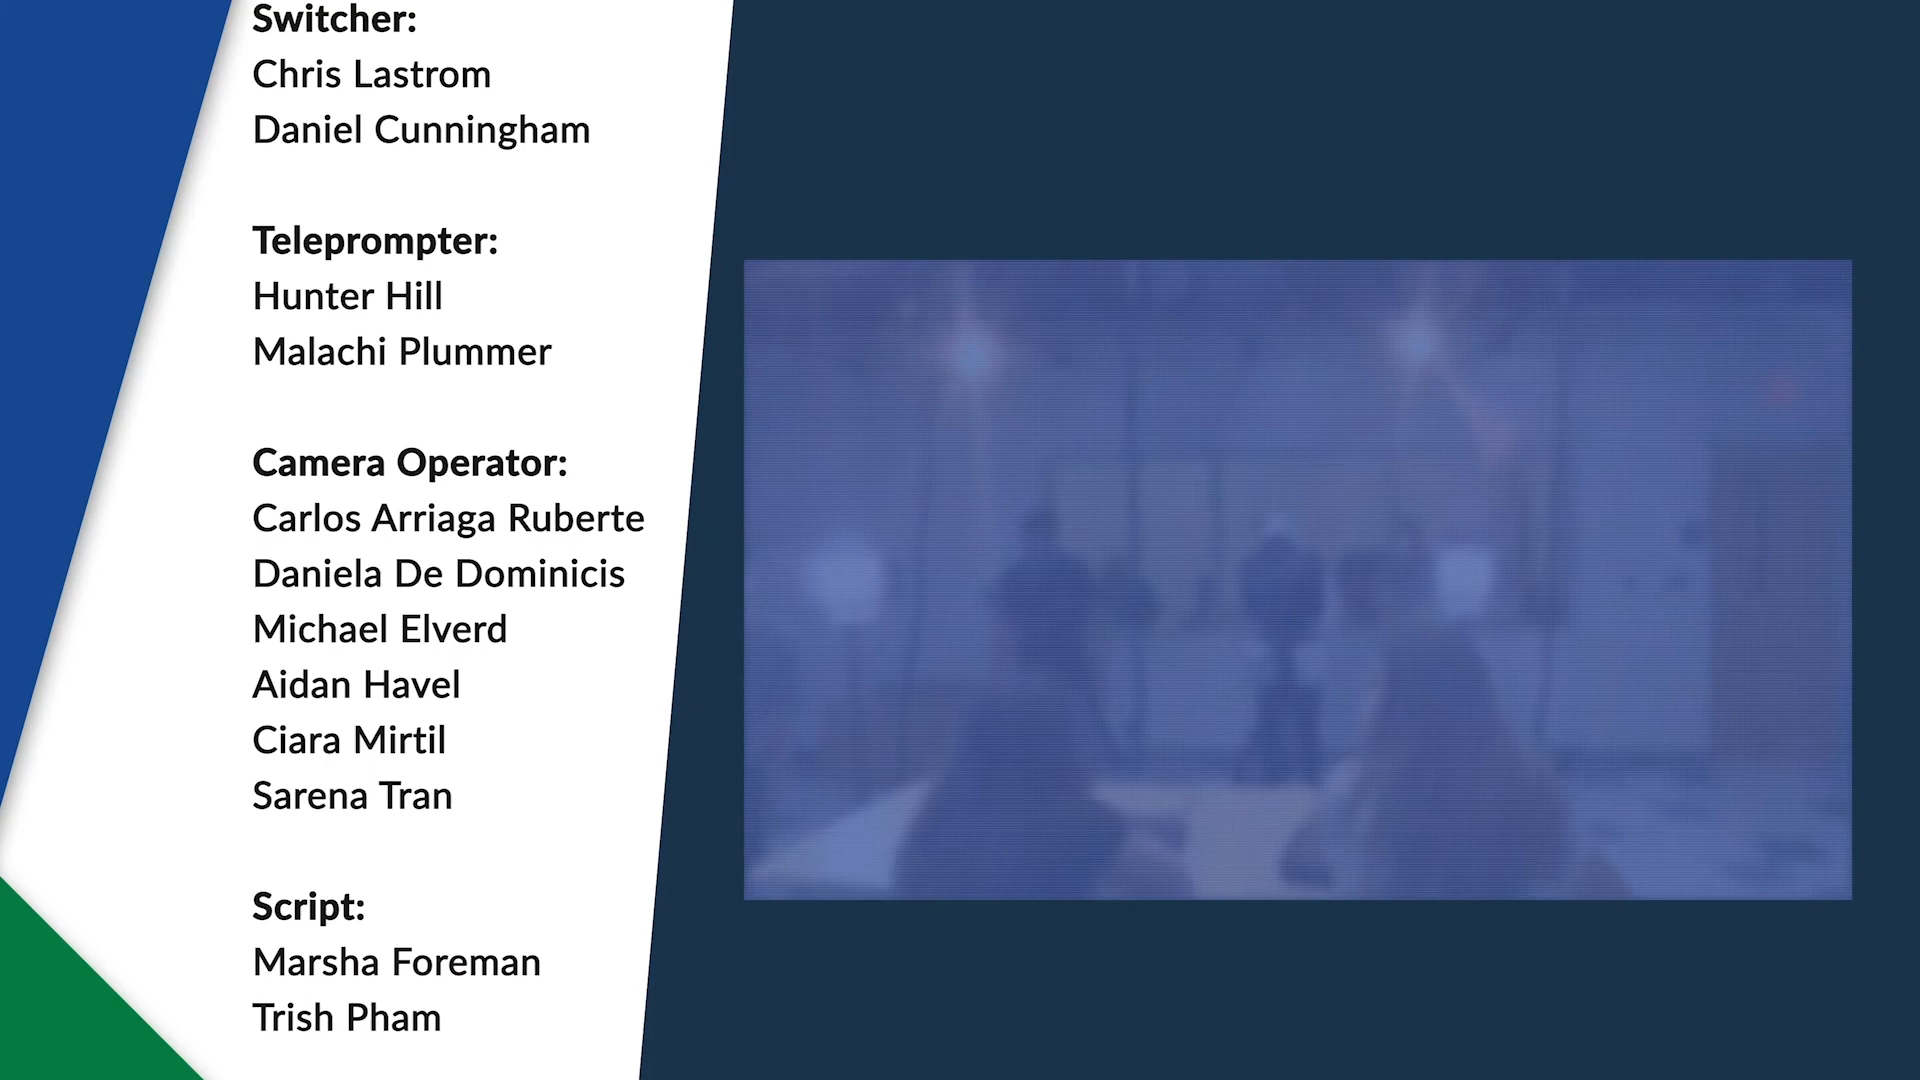 Switcher:
Chris Lastrom
Daniel Cunningham
Teleprompter:
Hunter Hill
Malachi Plummer
Camera Operator:
Carlos Arriaga Ruberte
Daniela De Dominicis
Michael Elverd
Aidan Havel
Ciara Mirtil
Sarena Tran
Script:
Marsha Foreman
Trish Pham